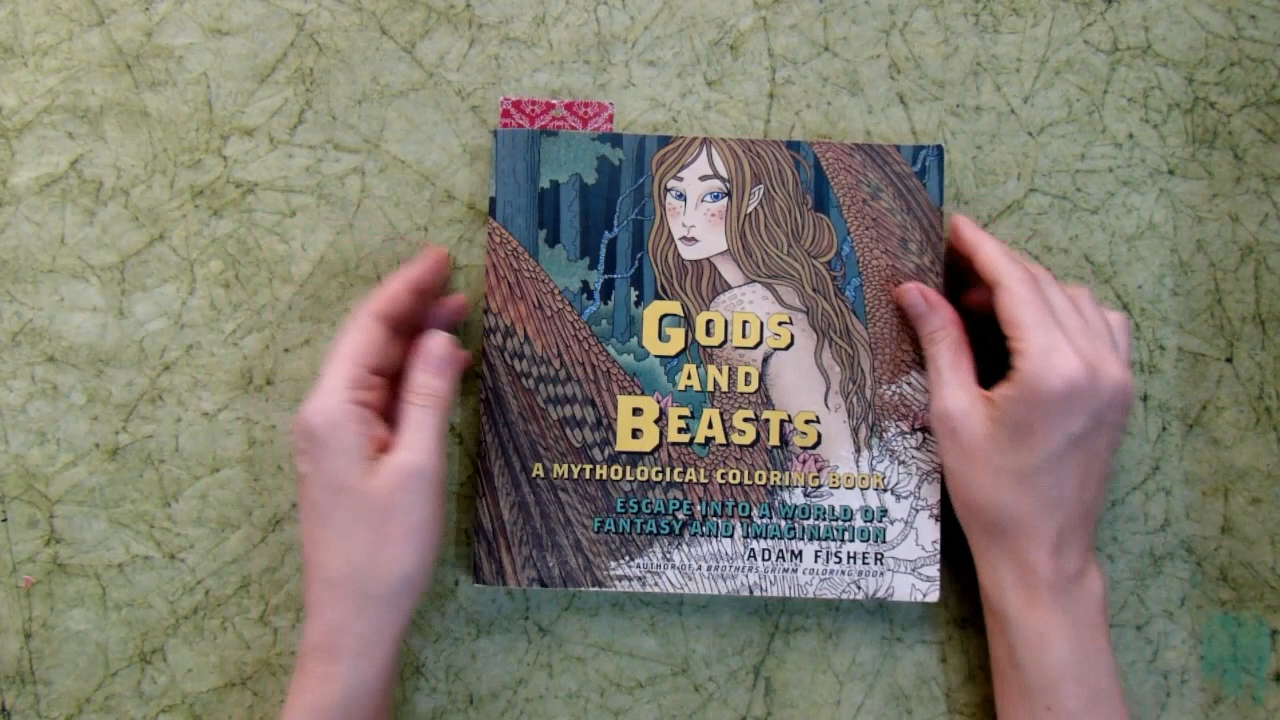 GODS
AND
BEASTS
A MYTHOLOGICAL COLORING BOOK
ESCAPE INTO A WORLD OF
FANTASY AND IMAGINATION
ADAM FISHER
AUTHOR OF A BROTHERS GRIMM COLORING BOOK